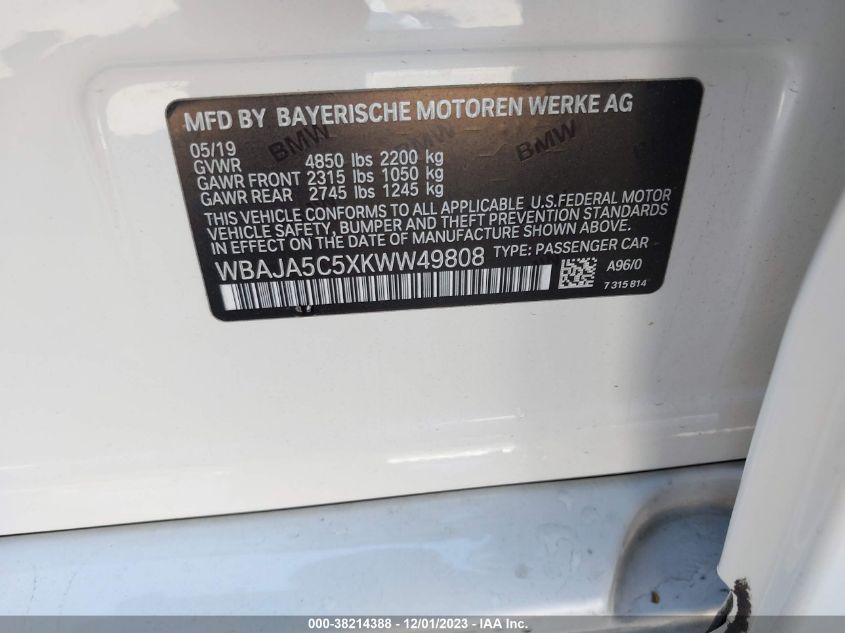 MFD BY BAYERISCHE MOTOREN WERKE AG
05/19
GVWR 4850 lbs 2200 kg
GAWR FRONT 2315 lbs 1050 kg
GAWR REAR 2745 lbs 1245 kg
BMW BMW
THIS VEHICLE CONFORMS TO ALL APPLICABLE U.S.FEDERAL MOTOR
VEHICLE SAFETY, BUMPER AND THEFT PREVENTION STANDARDS
IN EFFECT ON THE DATE OF MANUFACTURE SHOWN ABOVE.
WBAJA5C5XKWW49808 TYPE: PASSENGER CAR
A96/0
7 315 814
000-38214388 - 12/01/2023 - IAA Inc.